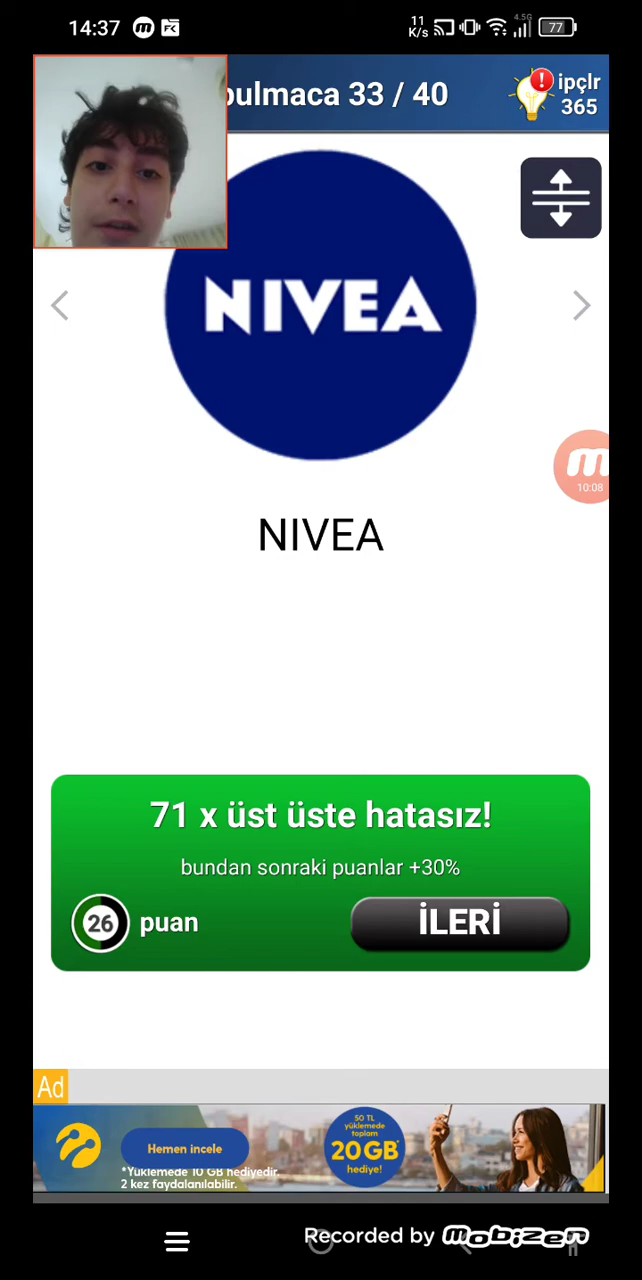 14:37
11
K/s
4.5G
77
bulmaca 33 / 40
ipçlr
365
NIVEA
10:08
NIVEA
71 x üst üste hatasız!
bundan sonraki puanlar +30%
26 puan
İLERİ
Ad
Hemen incele
*Yüklemede 10 GB hediyedir.
2 kez faydalanılabilir.
50 TL
yüklemede
toplam
20GB*
hediye!
Recorded by mobizen